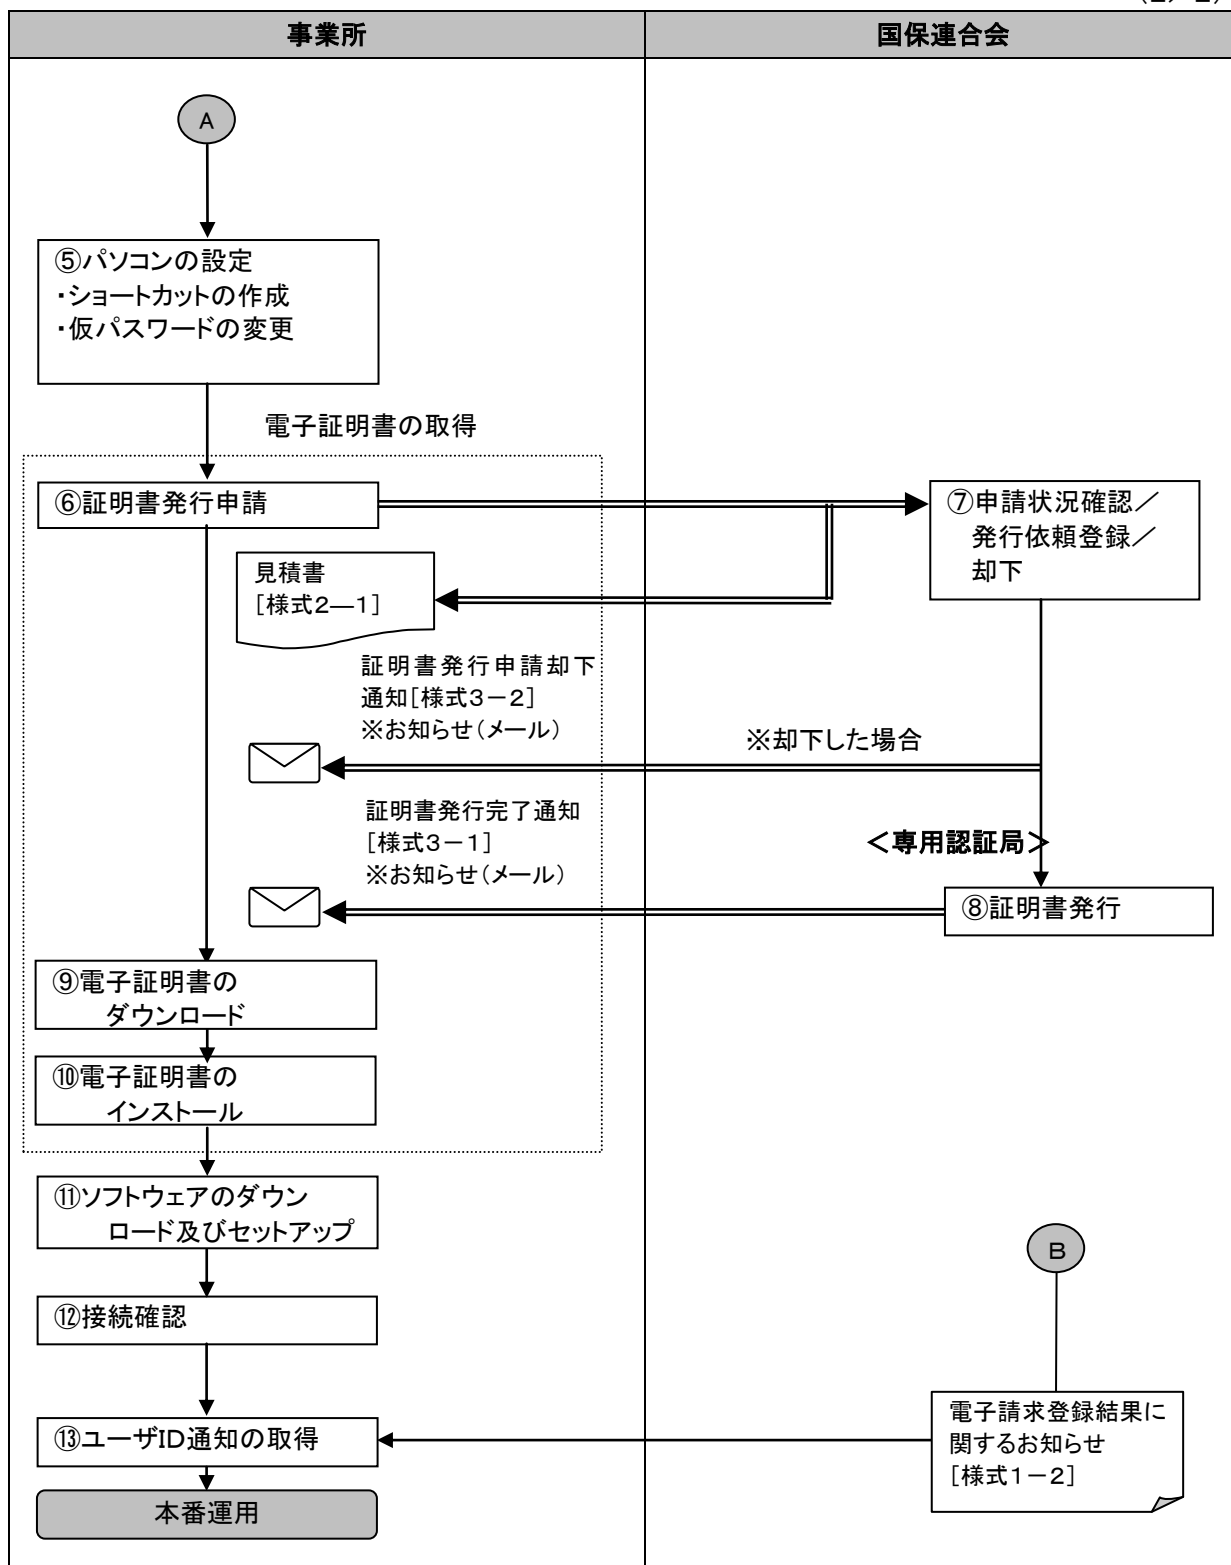 事業所
国保連合会
A
⑤パソコンの設定
・ショートカットの作成
・仮パスワードの変更
電子証明書の取得
⑥証明書発行申請
⑦申請状況確認／
発行依頼登録／
却下
見積書
[様式2―1]
証明書発行申請却下
通知[様式3－2]
※お知らせ(メール)
※却下した場合
証明書発行完了通知
[様式3－1]
※お知らせ(メール)
＜専用認証局＞
⑧証明書発行
⑨電子証明書の
ダウンロード
⑩電子証明書の
インストール
⑪ソフトウェアのダウン
ロード及びセットアップ
B
⑫接続確認
電子請求登録結果に
関するお知らせ
[様式1－2]
⑬ユーザID通知の取得
本番運用